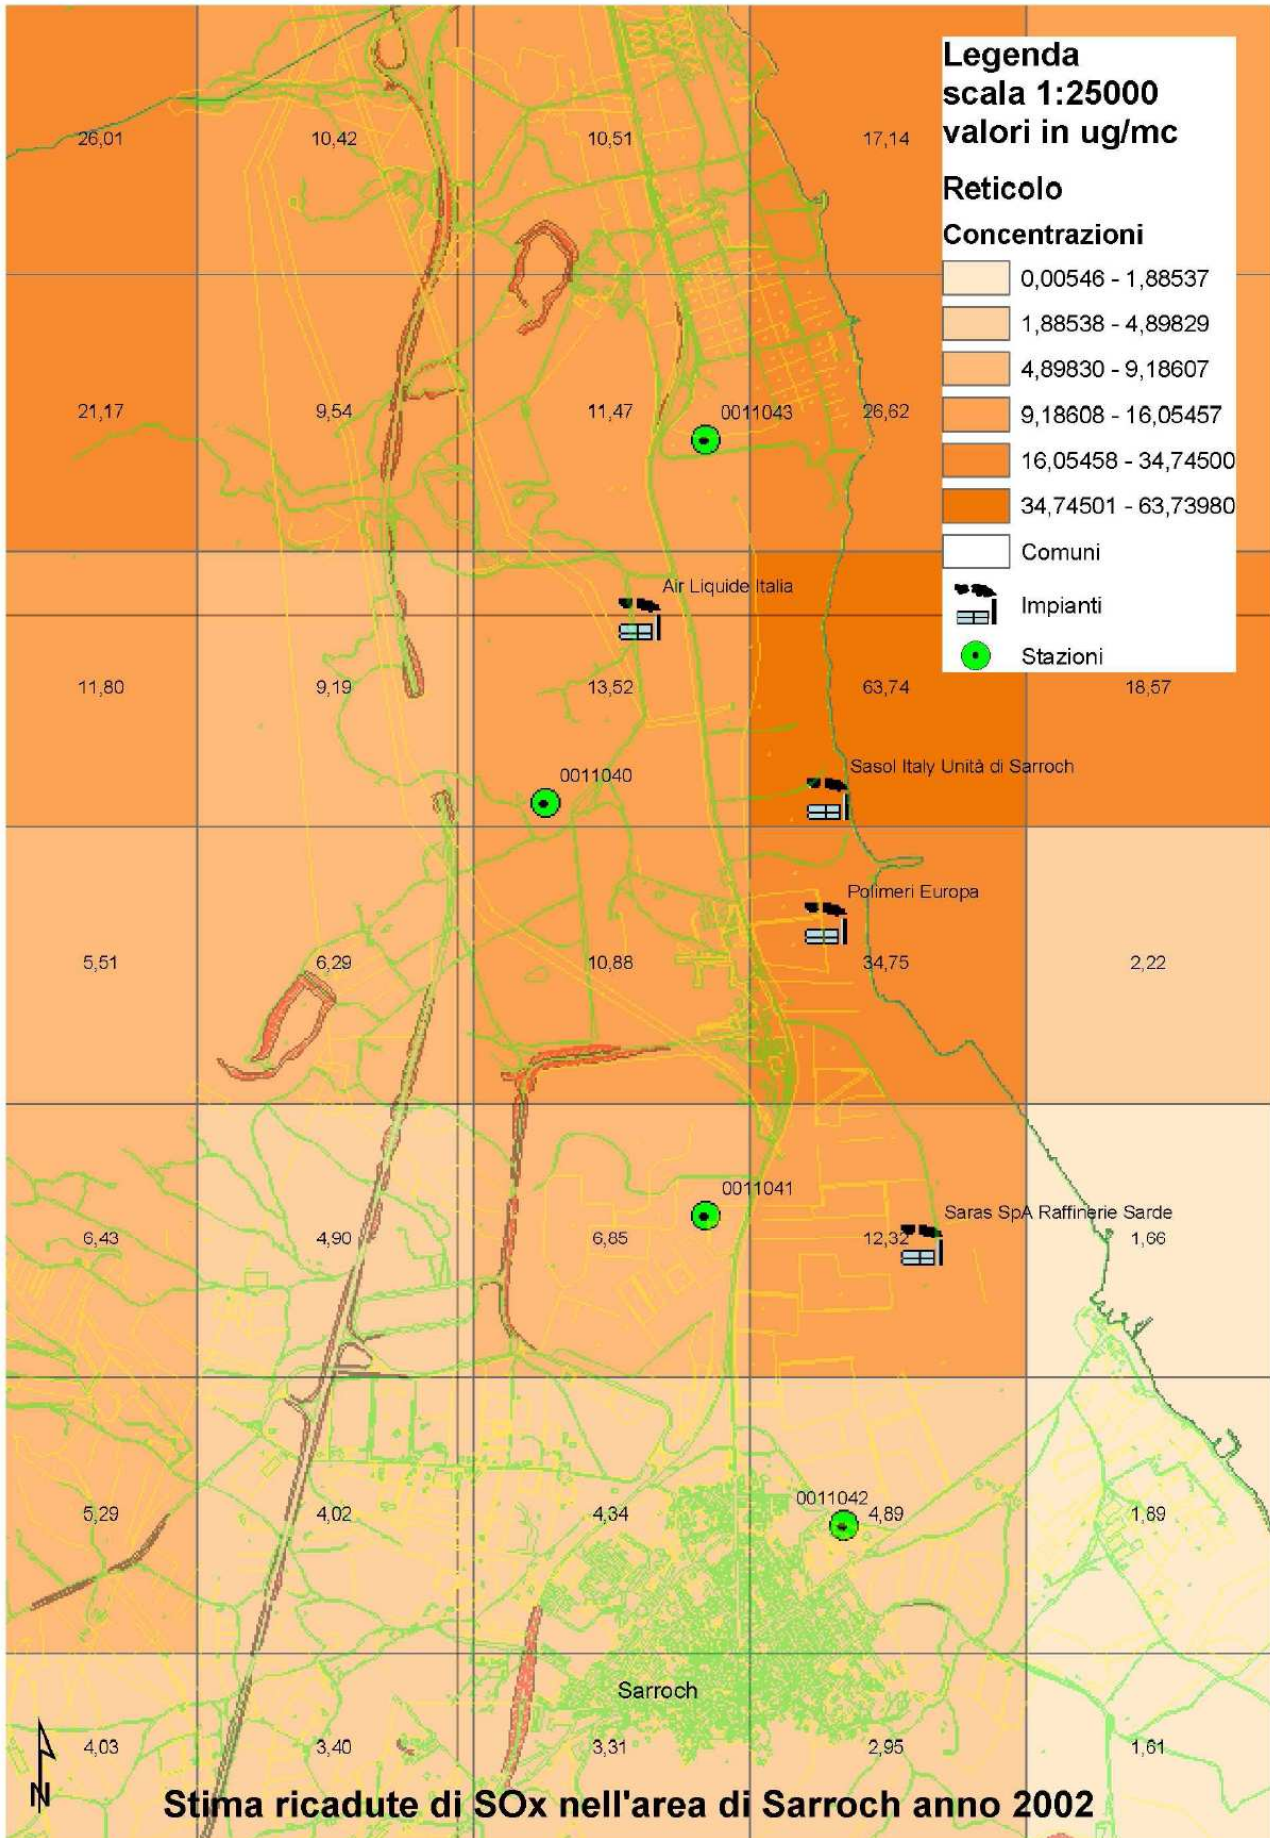 Legenda
scala 1:25000
valori in ug/mc
Reticolo
Concentrazioni
0,00546 - 1,88537
1,88538 - 4,89829
4,89830 - 9,18607
9,18608 - 16,05457
16,05458 - 34,74500
34,74501 - 63,73980
Comuni
Impianti
Stazioni
26,01 10,42 10,51 17,14
21,17 9,54 11,47 0011043 26,62
Air Liquide Italia
11,80 9,19 13,52 63,74 18,57
Sasol Italy Unità di Sarroch
0011040
Polimeri Europa
5,51 6,29 10,88 34,75 2,22
0011041
Saras SpA Raffinerie Sarde
6,43 4,90 6,85 12,32 1,66
0011042
5,29 4,02 4,34 4,89 1,89
Sarroch
4,03 3,40 3,31 2,95 1,61
N
Stima ricadute di SOx nell'area di Sarroch anno 2002